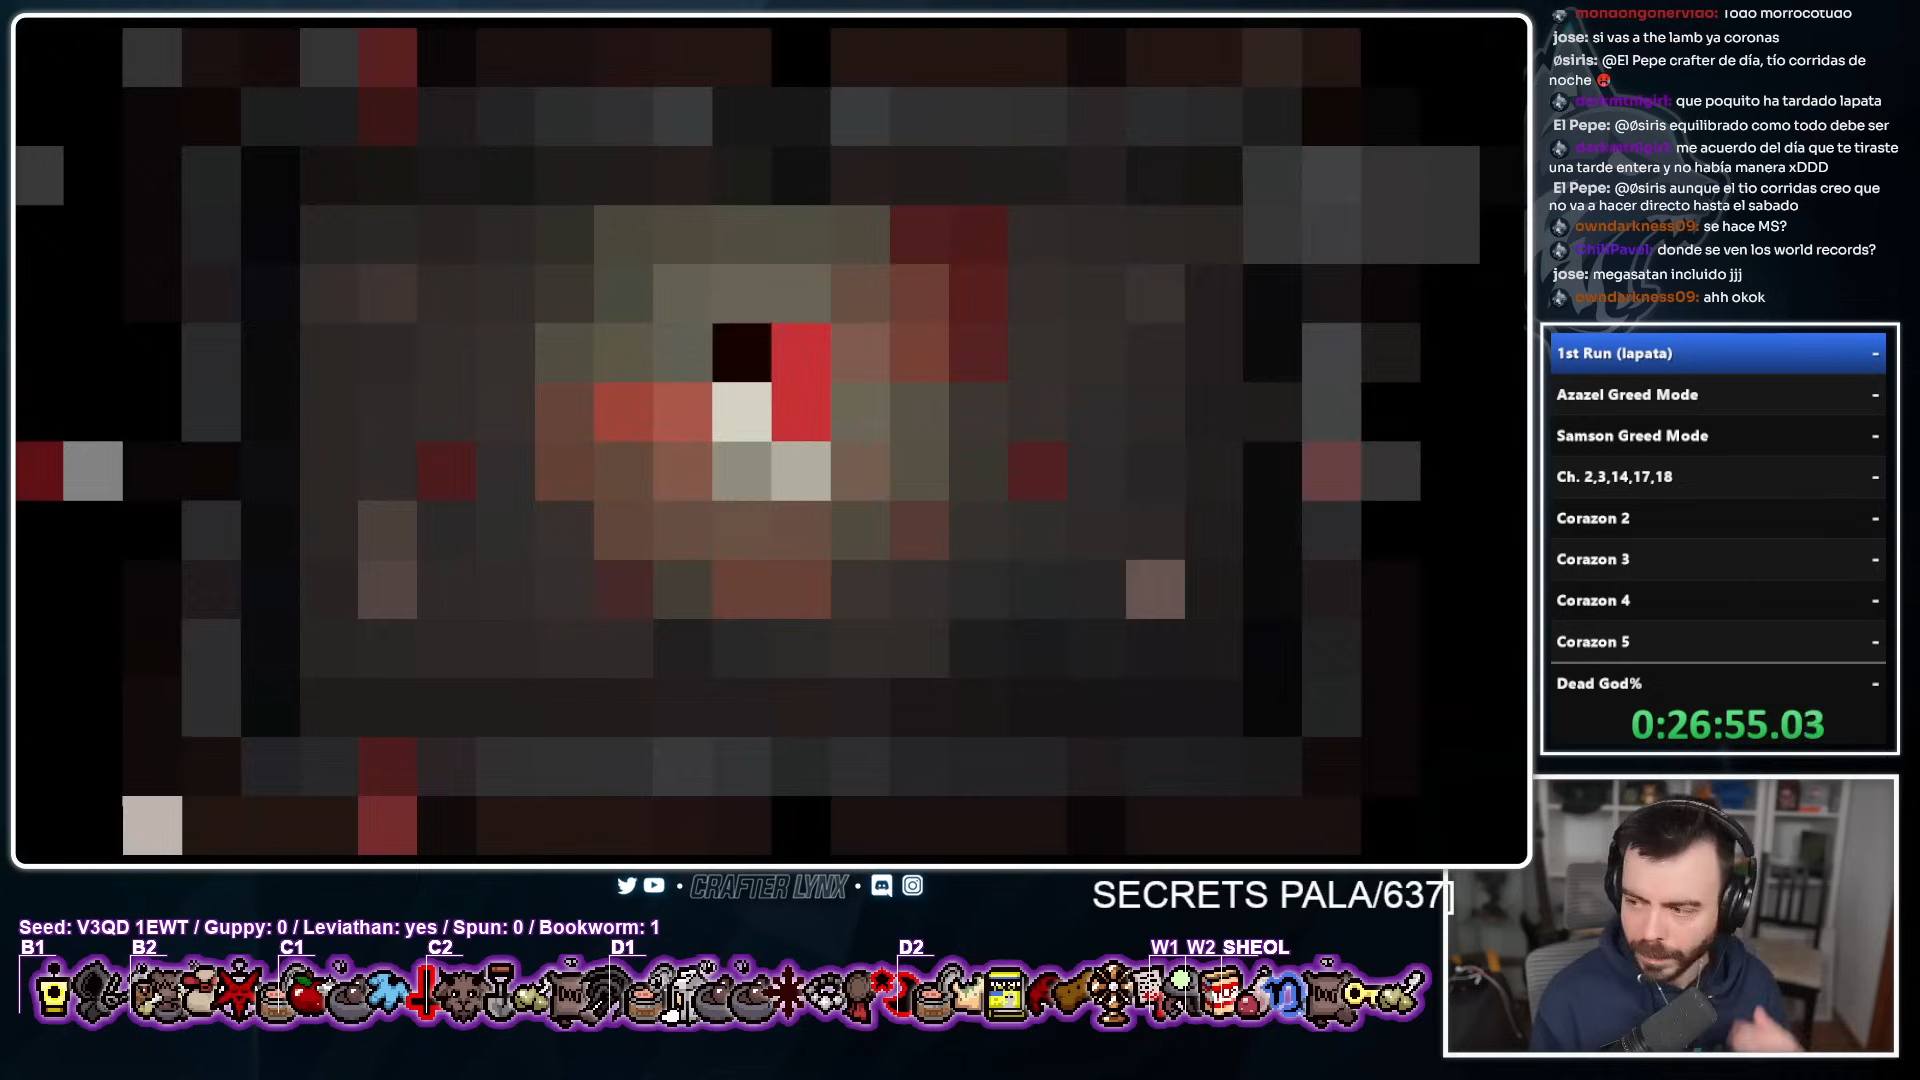 mondongonervido: Todo morrocotudo
jose: si vas a the lamb ya coronas
Øsiris: @El Pepe crafter de día, tío corridas de
noche
darkmtnigirl: que poquito ha tardado lapata
El Pepe: @Øsiris equilibrado como todo debe ser
me acuerdo del día que te tiraste
una tarde entera y no había manera xDDD
El Pepe: @Øsiris aunque el tio corridas creo que
no va a hacer directo hasta el sabado
owndarkness09: se hace MS?
ChiliPavel: donde se ven los world records?
jose: megasatan incluido jjj
owndarkness09: ahh okok
1st Run (lapata) -
Azazel Greed Mode -
Samson Greed Mode -
Ch. 2,3,14,17,18 -
Corazon 2 -
Corazon 3 -
Corazon 4 -
Corazon 5 -
Dead God% -
0:26:55.03
CRAFTER LYNX
SECRETS PALA/637]
Seed: V3QD 1EWT / Guppy: 0 / Leviathan: yes / Spun: 0 / Bookworm: 1
B1 B2 C1 C2 D1 D2 W1 W2 SHEOL